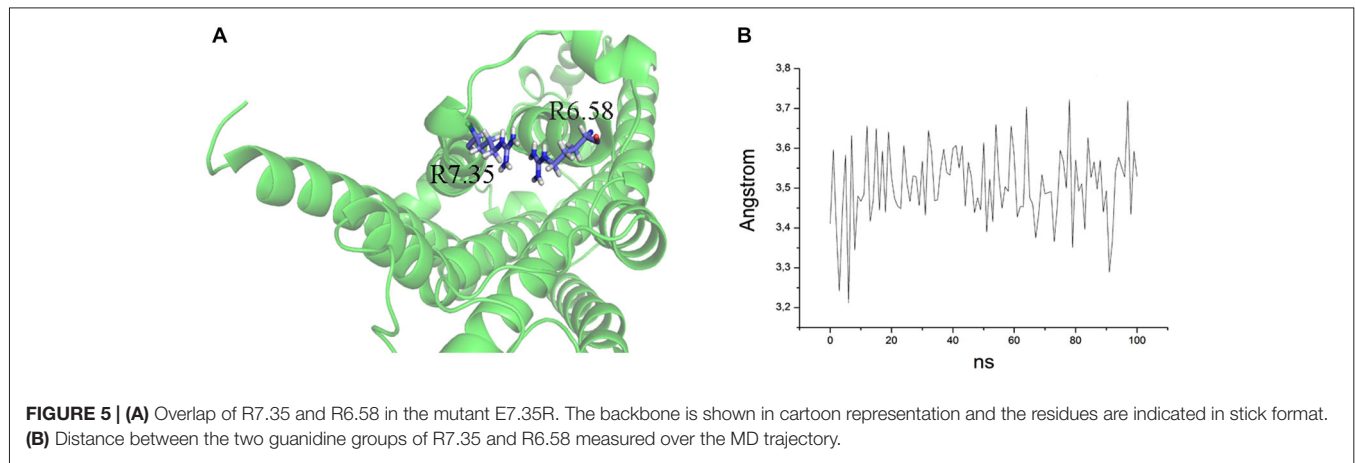 A
B
R6.58
R7.35
Angstrom
3,8
3,7
3,6
3,5
3,4
3,3
3,2
0 20 40 60 80 100
ns
FIGURE 5 | (A) Overlap of R7.35 and R6.58 in the mutant E7.35R. The backbone is shown in cartoon representation and the residues are indicated in stick format.
(B) Distance between the two guanidine groups of R7.35 and R6.58 measured over the MD trajectory.